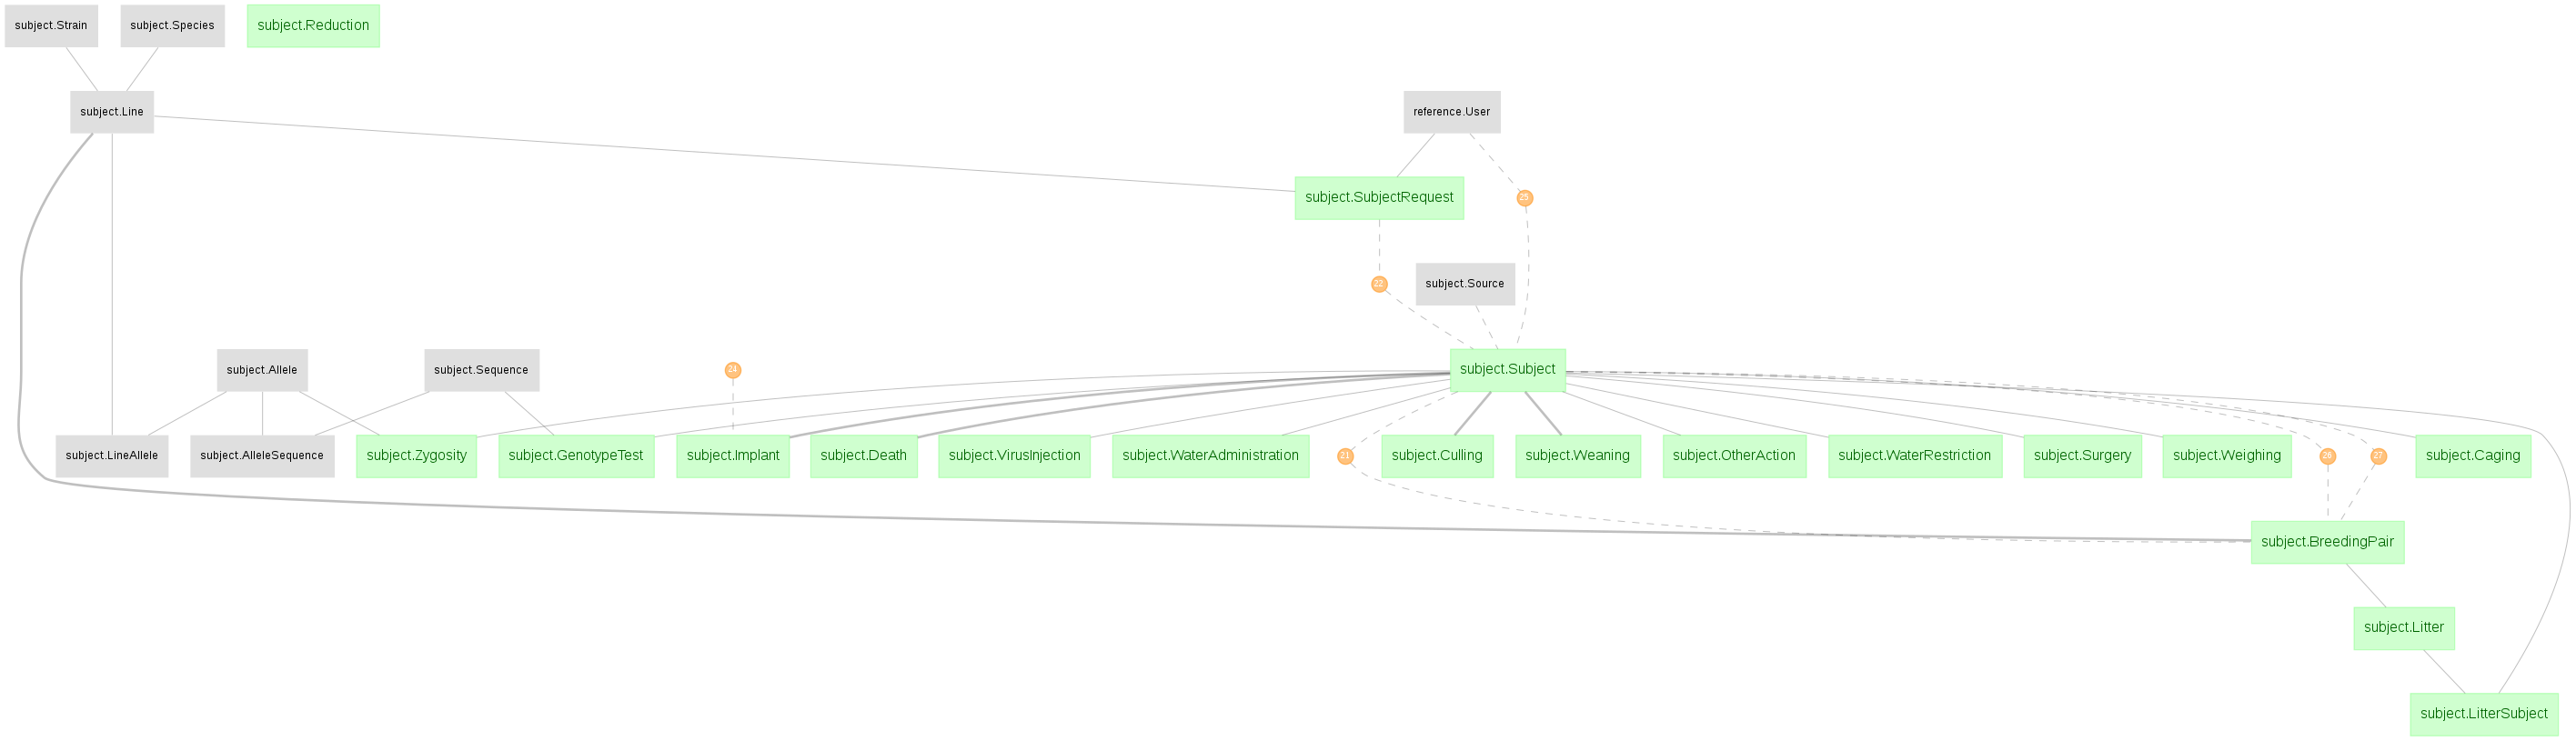 subject.Strain
subject.Species
subject.Reduction
subject.Line
reference.User
subject.SubjectRequest
25
22
subject.Source
subject.Allele
subject.Sequence
24
subject.Subject
subject.LineAllele
subject.AlleleSequence
subject.Zygosity
subject.GenotypeTest
subject.Implant
subject.Death
subject.VirusInjection
subject.WaterAdministration
21
subject.Culling
subject.Weaning
subject.OtherAction
subject.WaterRestriction
subject.Surgery
subject.Weighing
26
27
subject.Caging
subject.BreedingPair
subject.Litter
subject.LitterSubject